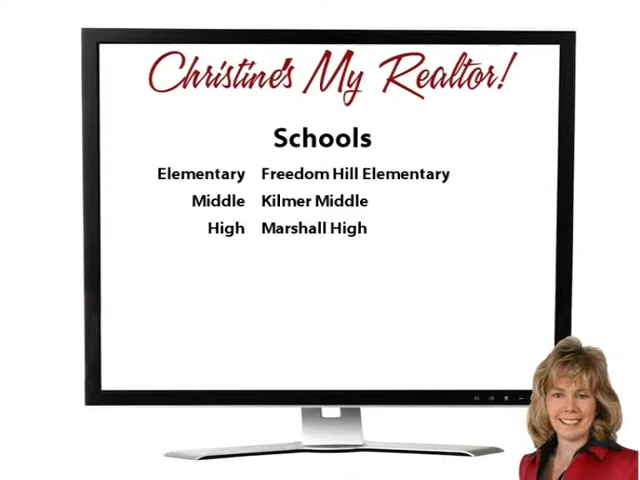 Christine's My Realtor!
Schools
Elementary Freedom Hill Elementary
Middle Kilmer Middle
High Marshall High